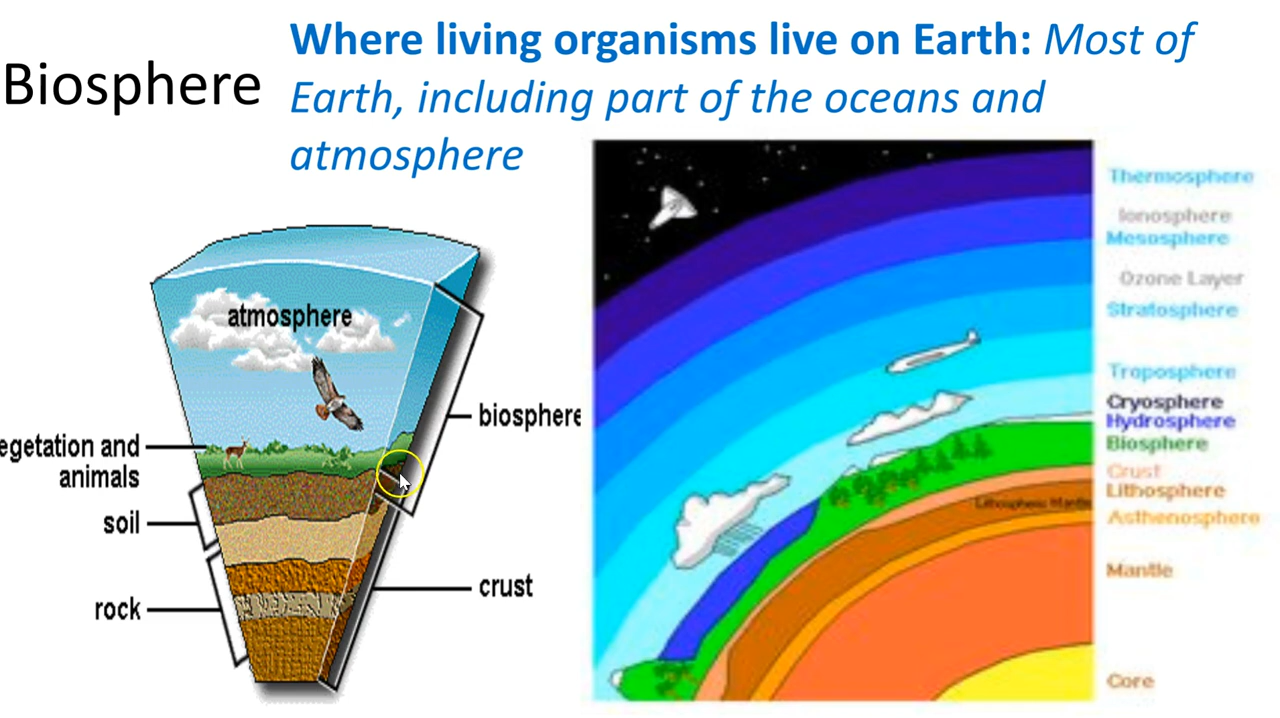 Biosphere
Where living organisms live on Earth: Most of
Earth, including part of the oceans and
atmosphere
atmosphere
biosphere
egetation and
animals
soil
rock
crust
Thermosphere
Ionosphere
Mesosphere
Ozone Layer
Stratosphere
Troposphere
Cryosphere
Hydrosphere
Biosphere
Crust
Lithosphere
Lithospheric Mantle
Asthenosphere
Mantle
Core